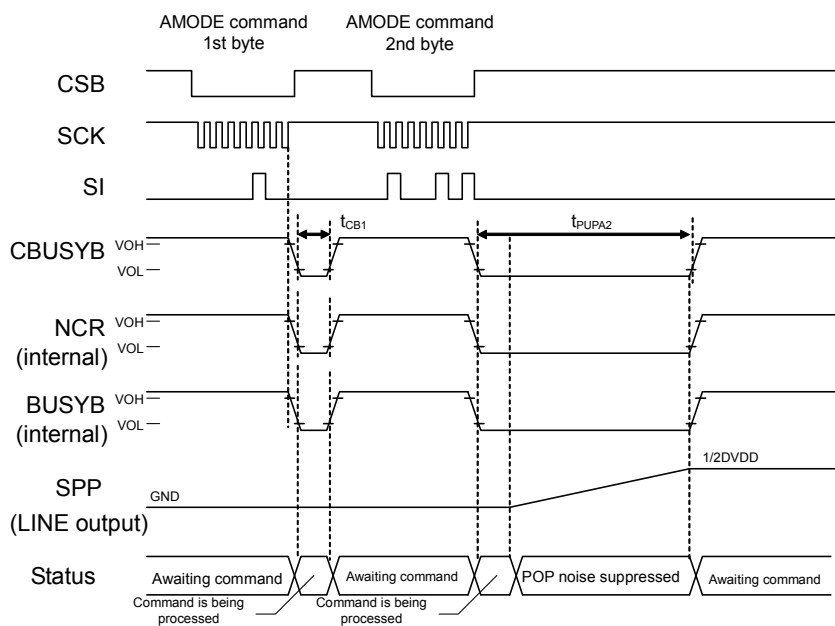 AMODE command
1st byte
AMODE command
2nd byte
CSB
SCK
SI
tCB1
tPUPA2
CBUSYB
VOH
VOL
NCR
(internal)
VOH
VOL
BUSYB
(internal)
VOH
VOL
SPP
(LINE output)
GND
1/2DVDD
Status
Awaiting command
Awaiting command
POP noise suppressed
Awaiting command
Command is being
processed
Command is being
processed